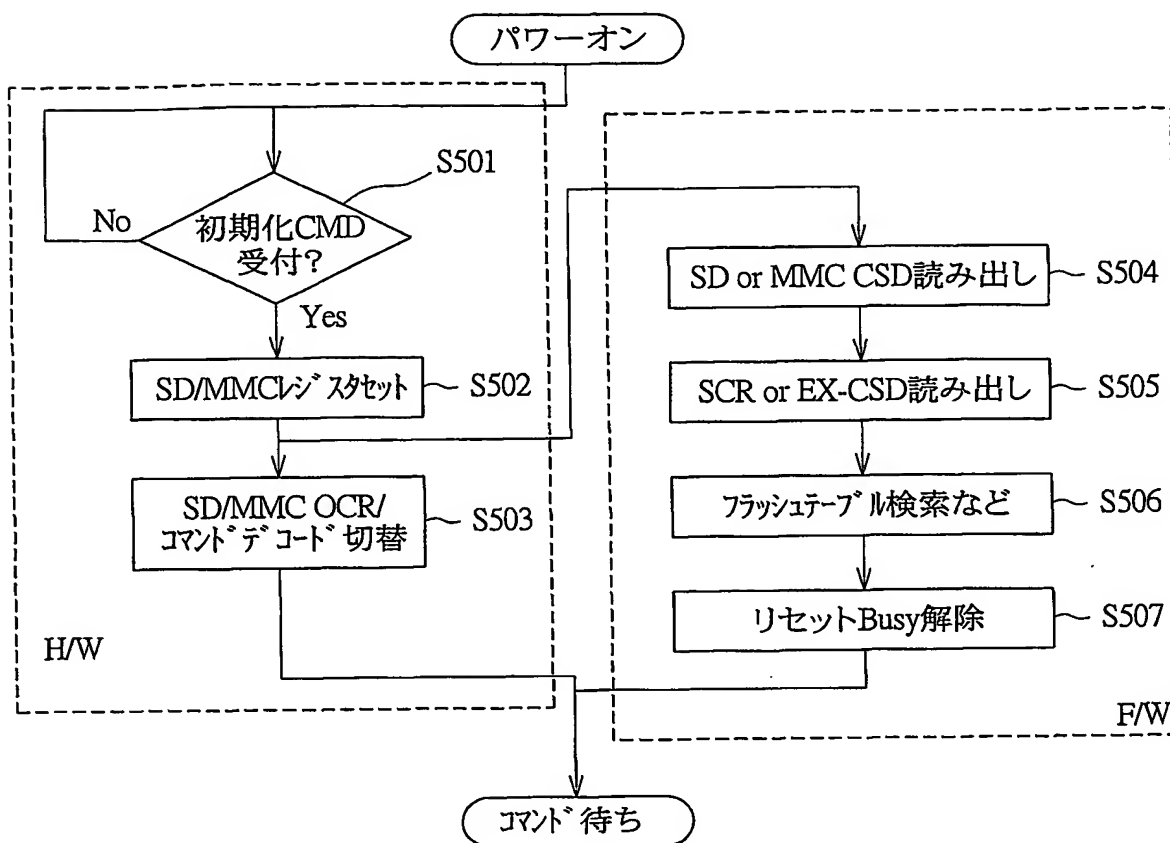 パワーオン
S501
No
初期化CMD
受付?
Yes
SD/MMCレジスタセット
S502
SD/MMC OCR/
コマンドデコード切替
S503
H/W
SD or MMC CSD読み出し
S504
SCR or EX-CSD読み出し
S505
フラッシュテーブル検索など
S506
リセットBusy解除
S507
F/W
コマンド待ち